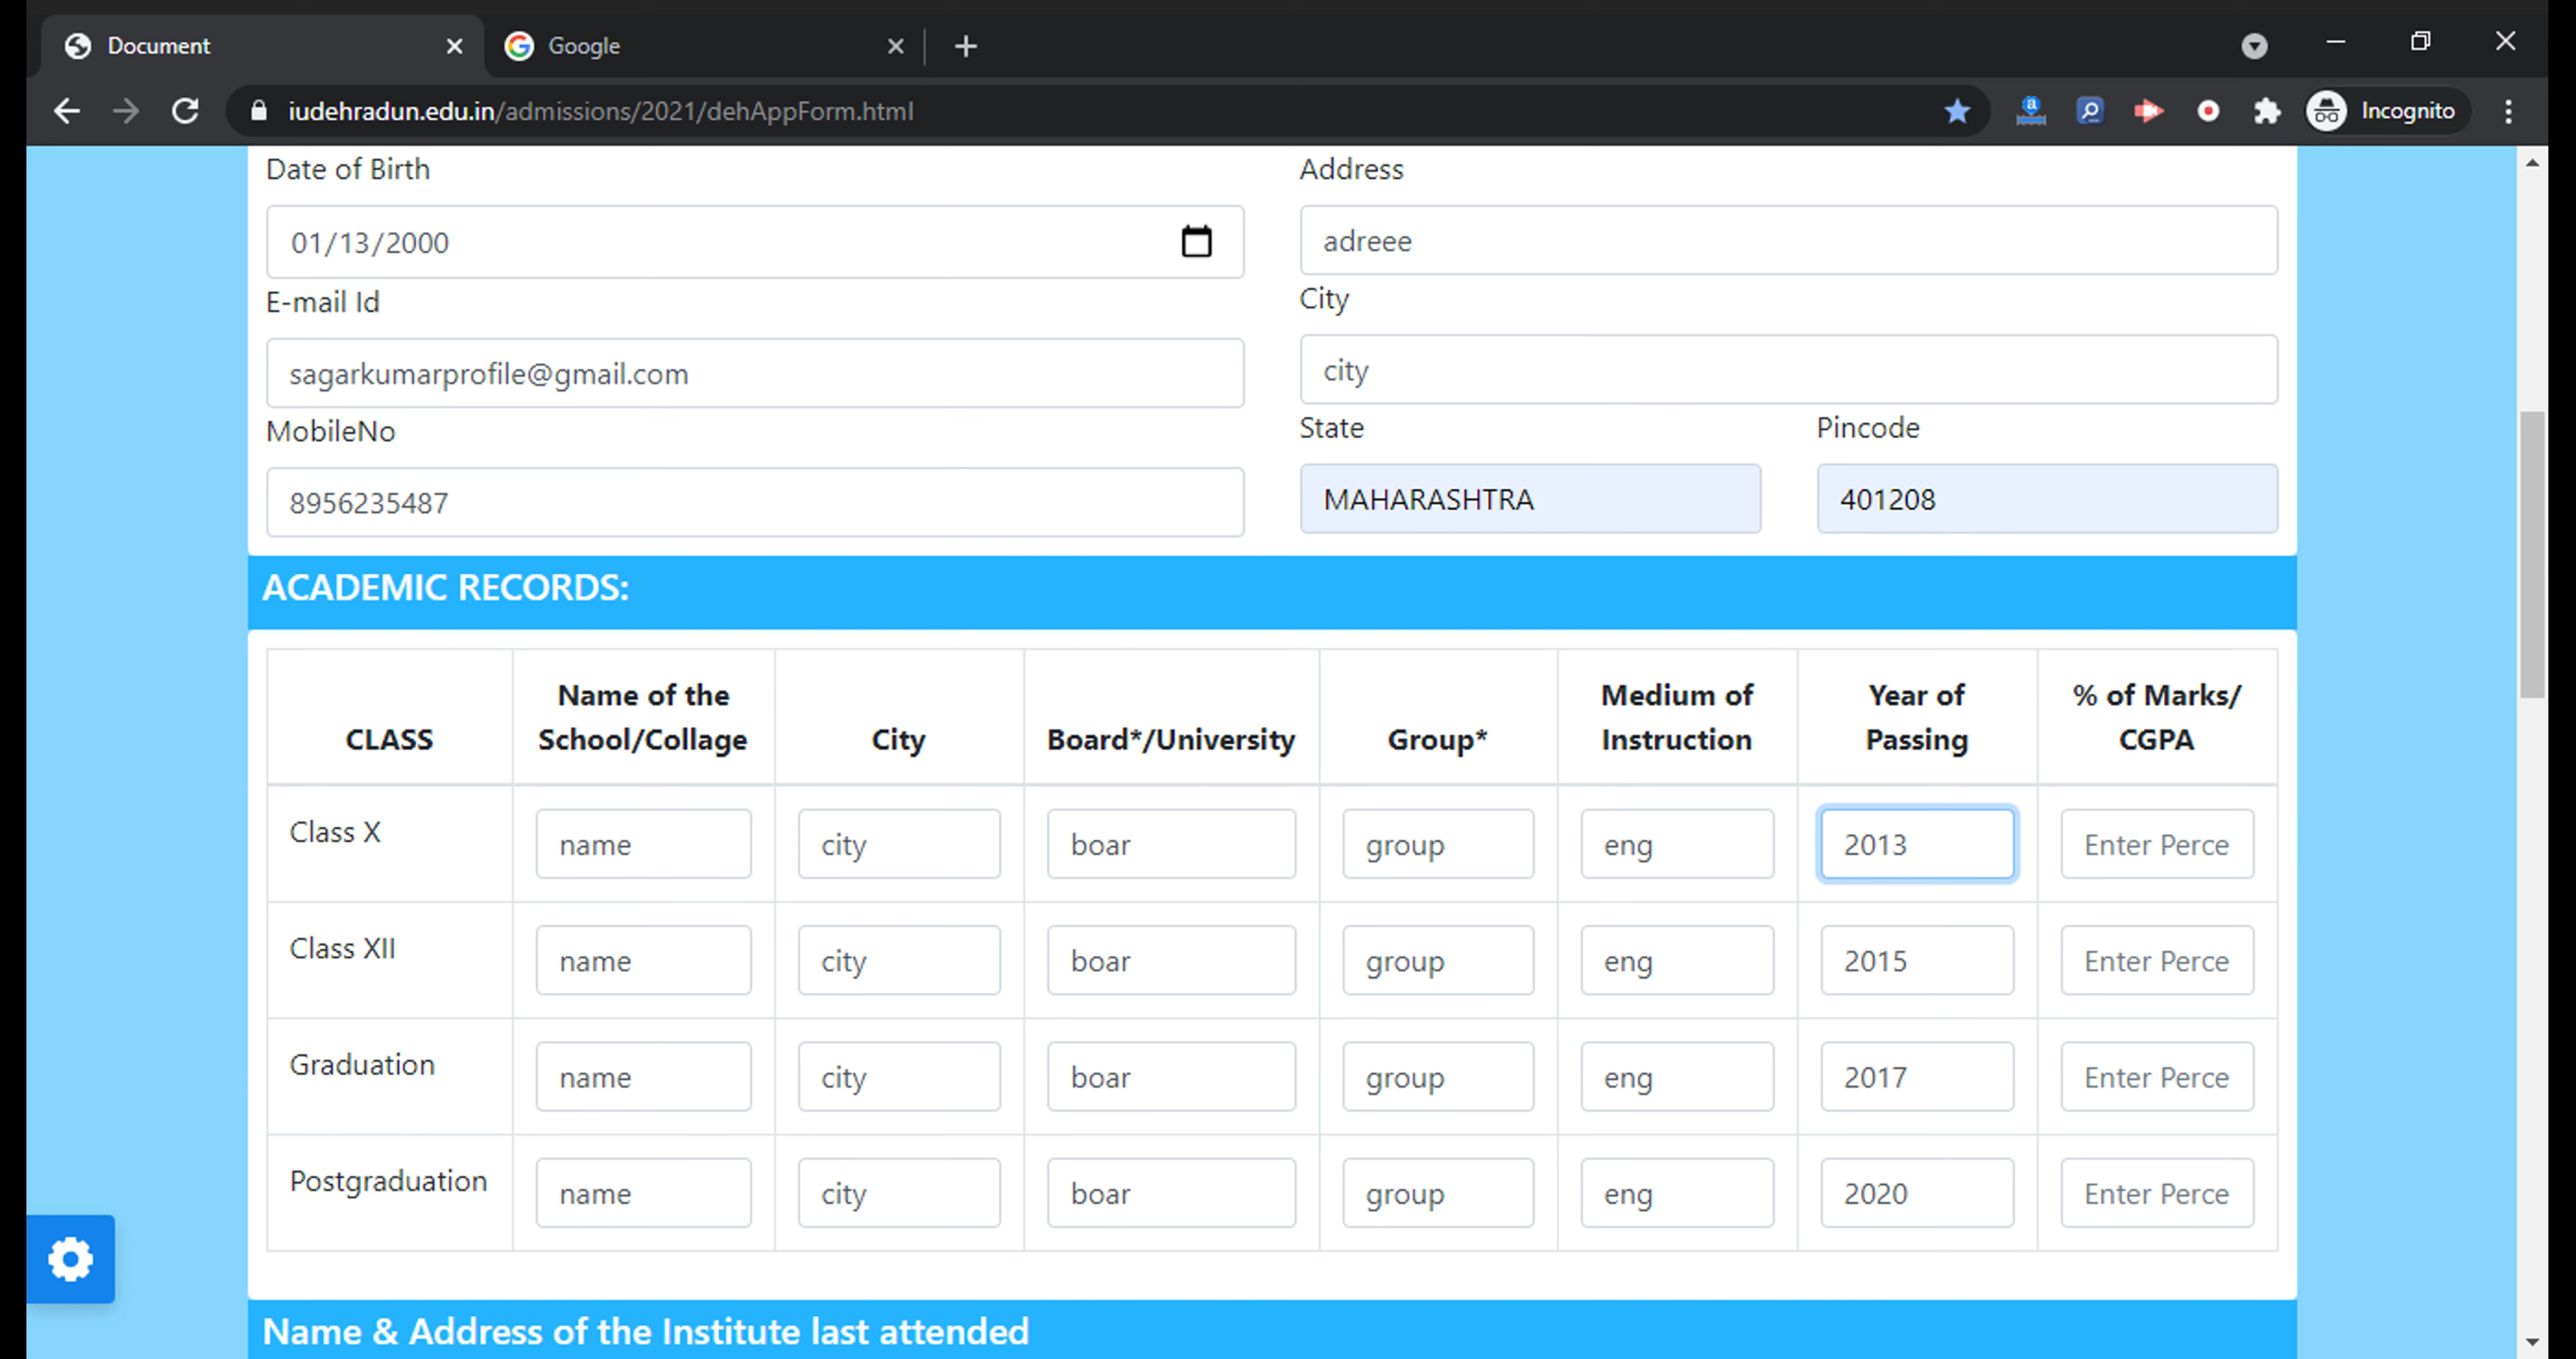 Document
Google
iudehradun.edu.in/admissions/2021/dehAppForm.html
Incognito
Date of Birth
Address
01/13/2000
adreee
E-mail Id
City
sagarkumarprofile@gmail.com
city
MobileNo
State
Pincode
8956235487
MAHARASHTRA
401208
ACADEMIC RECORDS:
CLASS
Name of the
School/Collage
City
Board*/University
Group*
Medium of
Instruction
Year of
Passing
% of Marks/
CGPA
Class X
name
city
boar
group
eng
2013
Enter Perce
Class XII
name
city
boar
group
eng
2015
Enter Perce
Graduation
name
city
boar
group
eng
2017
Enter Perce
Postgraduation
name
city
boar
group
eng
2020
Enter Perce
Name & Address of the Institute last attended